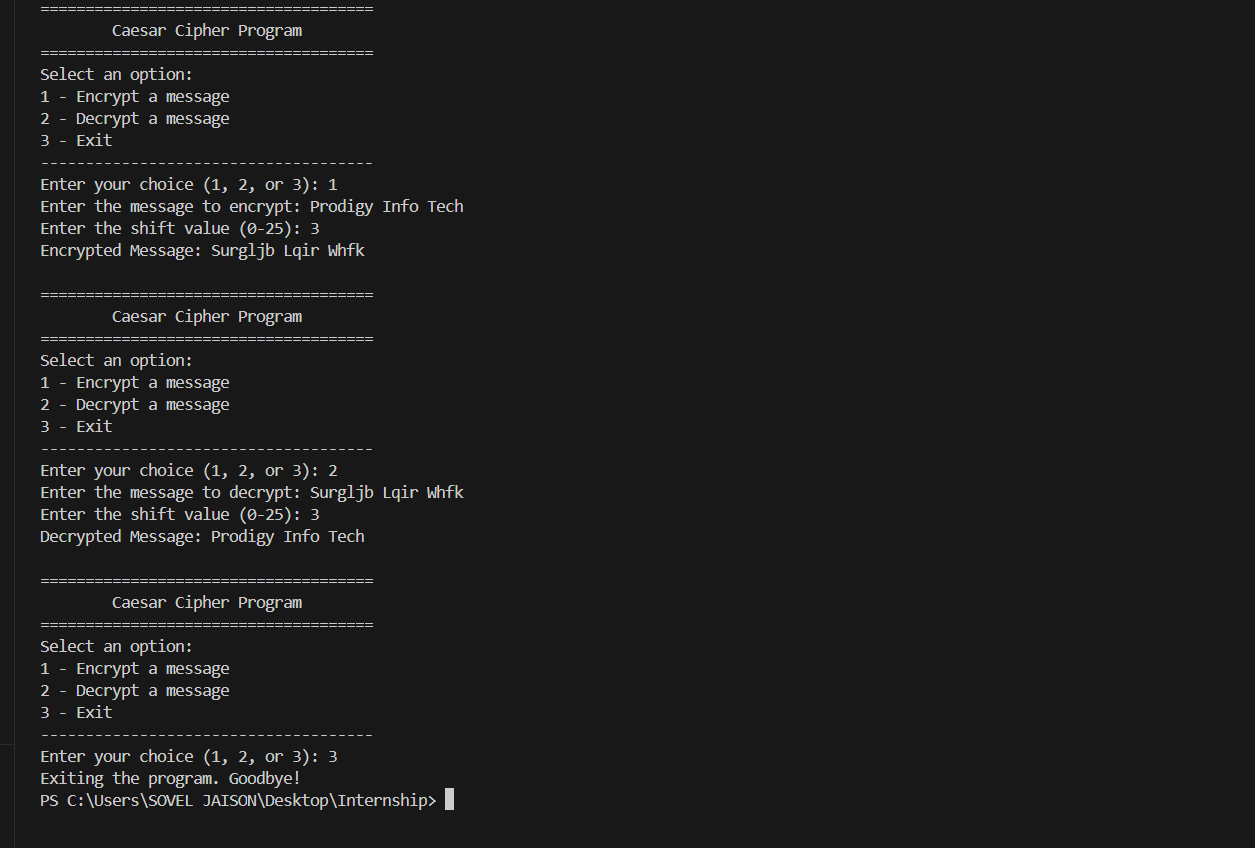 =====================================
        Caesar Cipher Program
=====================================
Select an option:
1 - Encrypt a message
2 - Decrypt a message
3 - Exit
-------------------------------------
Enter your choice (1, 2, or 3): 1
Enter the message to encrypt: Prodigy Info Tech
Enter the shift value (0-25): 3
Encrypted Message: Surgljb Lqir Whfk

=====================================
        Caesar Cipher Program
=====================================
Select an option:
1 - Encrypt a message
2 - Decrypt a message
3 - Exit
-------------------------------------
Enter your choice (1, 2, or 3): 2
Enter the message to decrypt: Surgljb Lqir Whfk
Enter the shift value (0-25): 3
Decrypted Message: Prodigy Info Tech

=====================================
        Caesar Cipher Program
=====================================
Select an option:
1 - Encrypt a message
2 - Decrypt a message
3 - Exit
-------------------------------------
Enter your choice (1, 2, or 3): 3
Exiting the program. Goodbye!
PS C:\Users\SOVEL JAISON\Desktop\Internship>